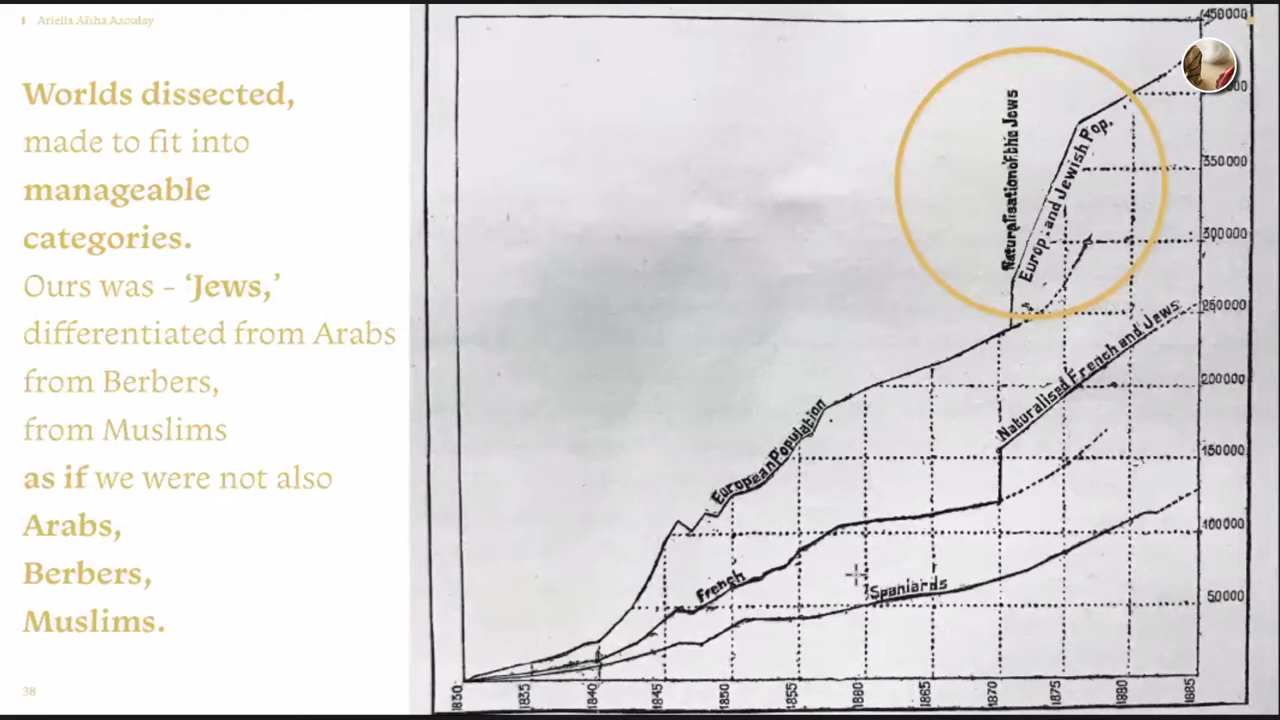 Ariella Aïsha Azoulay
Worlds dissected,
made to fit into
manageable
categories.
Ours was – ‘Jews,’
differentiated from Arabs
from Berbers,
from Muslims
as if we were not also
Arabs,
Berbers,
Muslims.
38
450000
350000
300000
250000
200000
150000
100000
50000
Naturalisation of the Jews
Europ. and Jewish Pop.
European Population
Naturalised French and Jews
French
Spaniards
1835
1840
1845
1850
1855
1865
1870
1875
1880